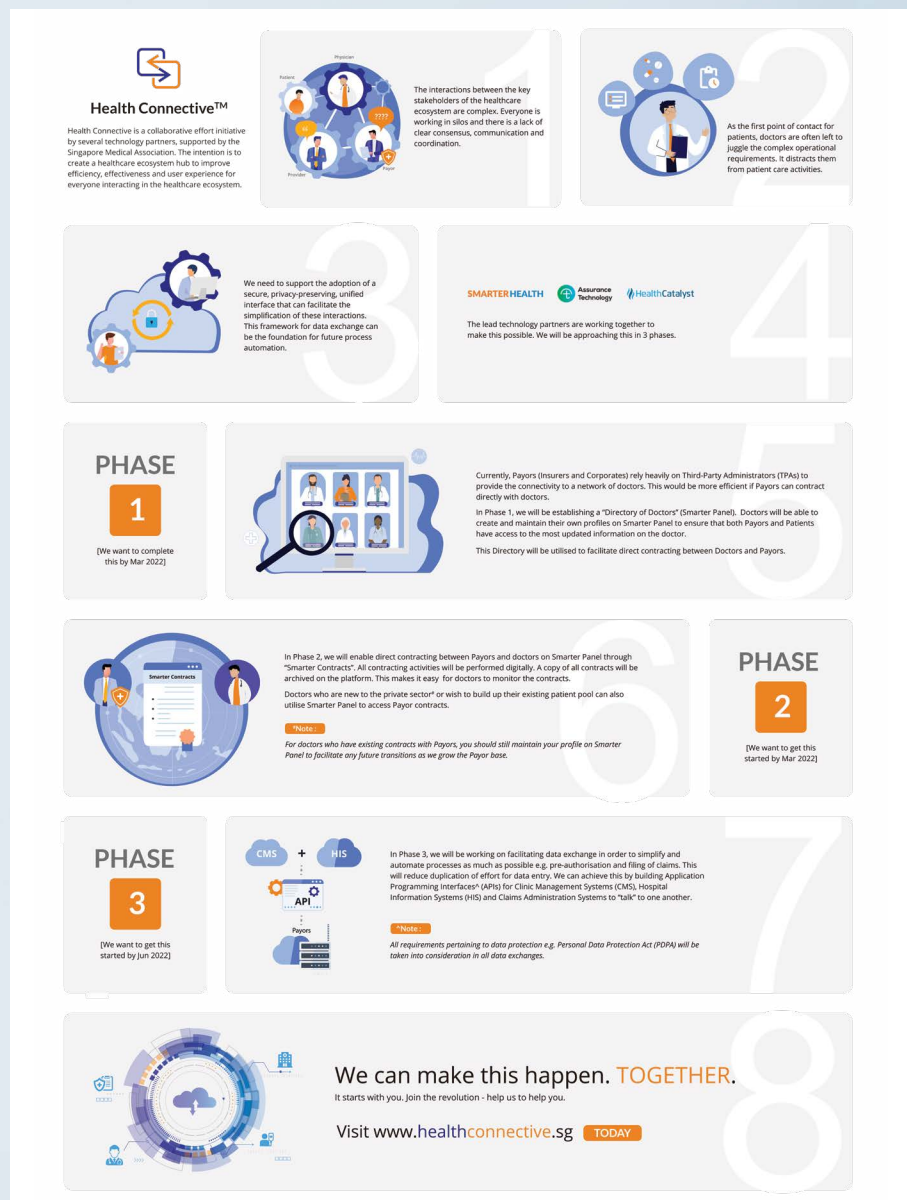 Health Connective™
Health Connective is a collaborative effort initiative
by several technology partners, supported by the
Singapore Medical Association. The intention is to
create a healthcare ecosystem hub to improve
efficiency, effectiveness and user experience for
everyone interacting in the healthcare ecosystem.
1
Physician
Patient
Hi
????
Provider
Payor
The interactions between the key
stakeholders of the healthcare
ecosystem are complex. Everyone is
working in silos and there is a lack of
clear consensus, communication and
coordination.
2
As the first point of contact for
patients, doctors are often left to
juggle the complex operational
requirements. It distracts them
from patient care activities.
3
We need to support the adoption of a
secure, privacy-preserving, unified
interface that can facilitate the
simplification of these interactions.
This framework for data exchange can
be the foundation for future process
automation.
4
SMARTERHEALTH
Assurance
Technology
HealthCatalyst
The lead technology partners are working together to
make this possible. We will be approaching this in 3 phases.
PHASE
1
[We want to complete
this by Mar 2022]
5
Currently, Payors (Insurers and Corporates) rely heavily on Third-Party Administrators (TPAs) to
provide the connectivity to a network of doctors. This would be more efficient if Payors can contract
directly with doctors.
In Phase 1, we will be establishing a “Directory of Doctors” (Smarter Panel). Doctors will be able to
create and maintain their own profiles on Smarter Panel to ensure that both Payors and Patients
have access to the most updated information on the doctor.
This Directory will be utilised to facilitate direct contracting between Doctors and Payors.
6
Smarter Contracts
In Phase 2, we will enable direct contracting between Payors and doctors on Smarter Panel through
“Smarter Contracts”. All contracting activities will be performed digitally. A copy of all contracts will be
archived on the platform. This makes it easy for doctors to monitor the contracts.
Doctors who are new to the private sector* or wish to build up their existing patient pool can also
utilise Smarter Panel to access Payor contracts.
*Note :
For doctors who have existing contracts with Payors, you should still maintain your profile on Smarter
Panel to facilitate any future transitions as we grow the Payor base.
PHASE
2
[We want to get this
started by Mar 2022]
PHASE
3
[We want to get this
started by Jun 2022]
7
CMS + HIS
API
Payors
In Phase 3, we will be working on facilitating data exchange in order to simplify and
automate processes as much as possible e.g. pre-authorisation and filing of claims. This
will reduce duplication of effort for data entry. We can achieve this by building Application
Programming Interfaces^ (APIs) for Clinic Management Systems (CMS), Hospital
Information Systems (HIS) and Claims Administration Systems to “talk” to one another.
^Note :
All requirements pertaining to data protection e.g. Personal Data Protection Act (PDPA) will be
taken into consideration in all data exchanges.
8
We can make this happen. TOGETHER.
It starts with you. Join the revolution - help us to help you.
Visit www.healthconnective.sg TODAY